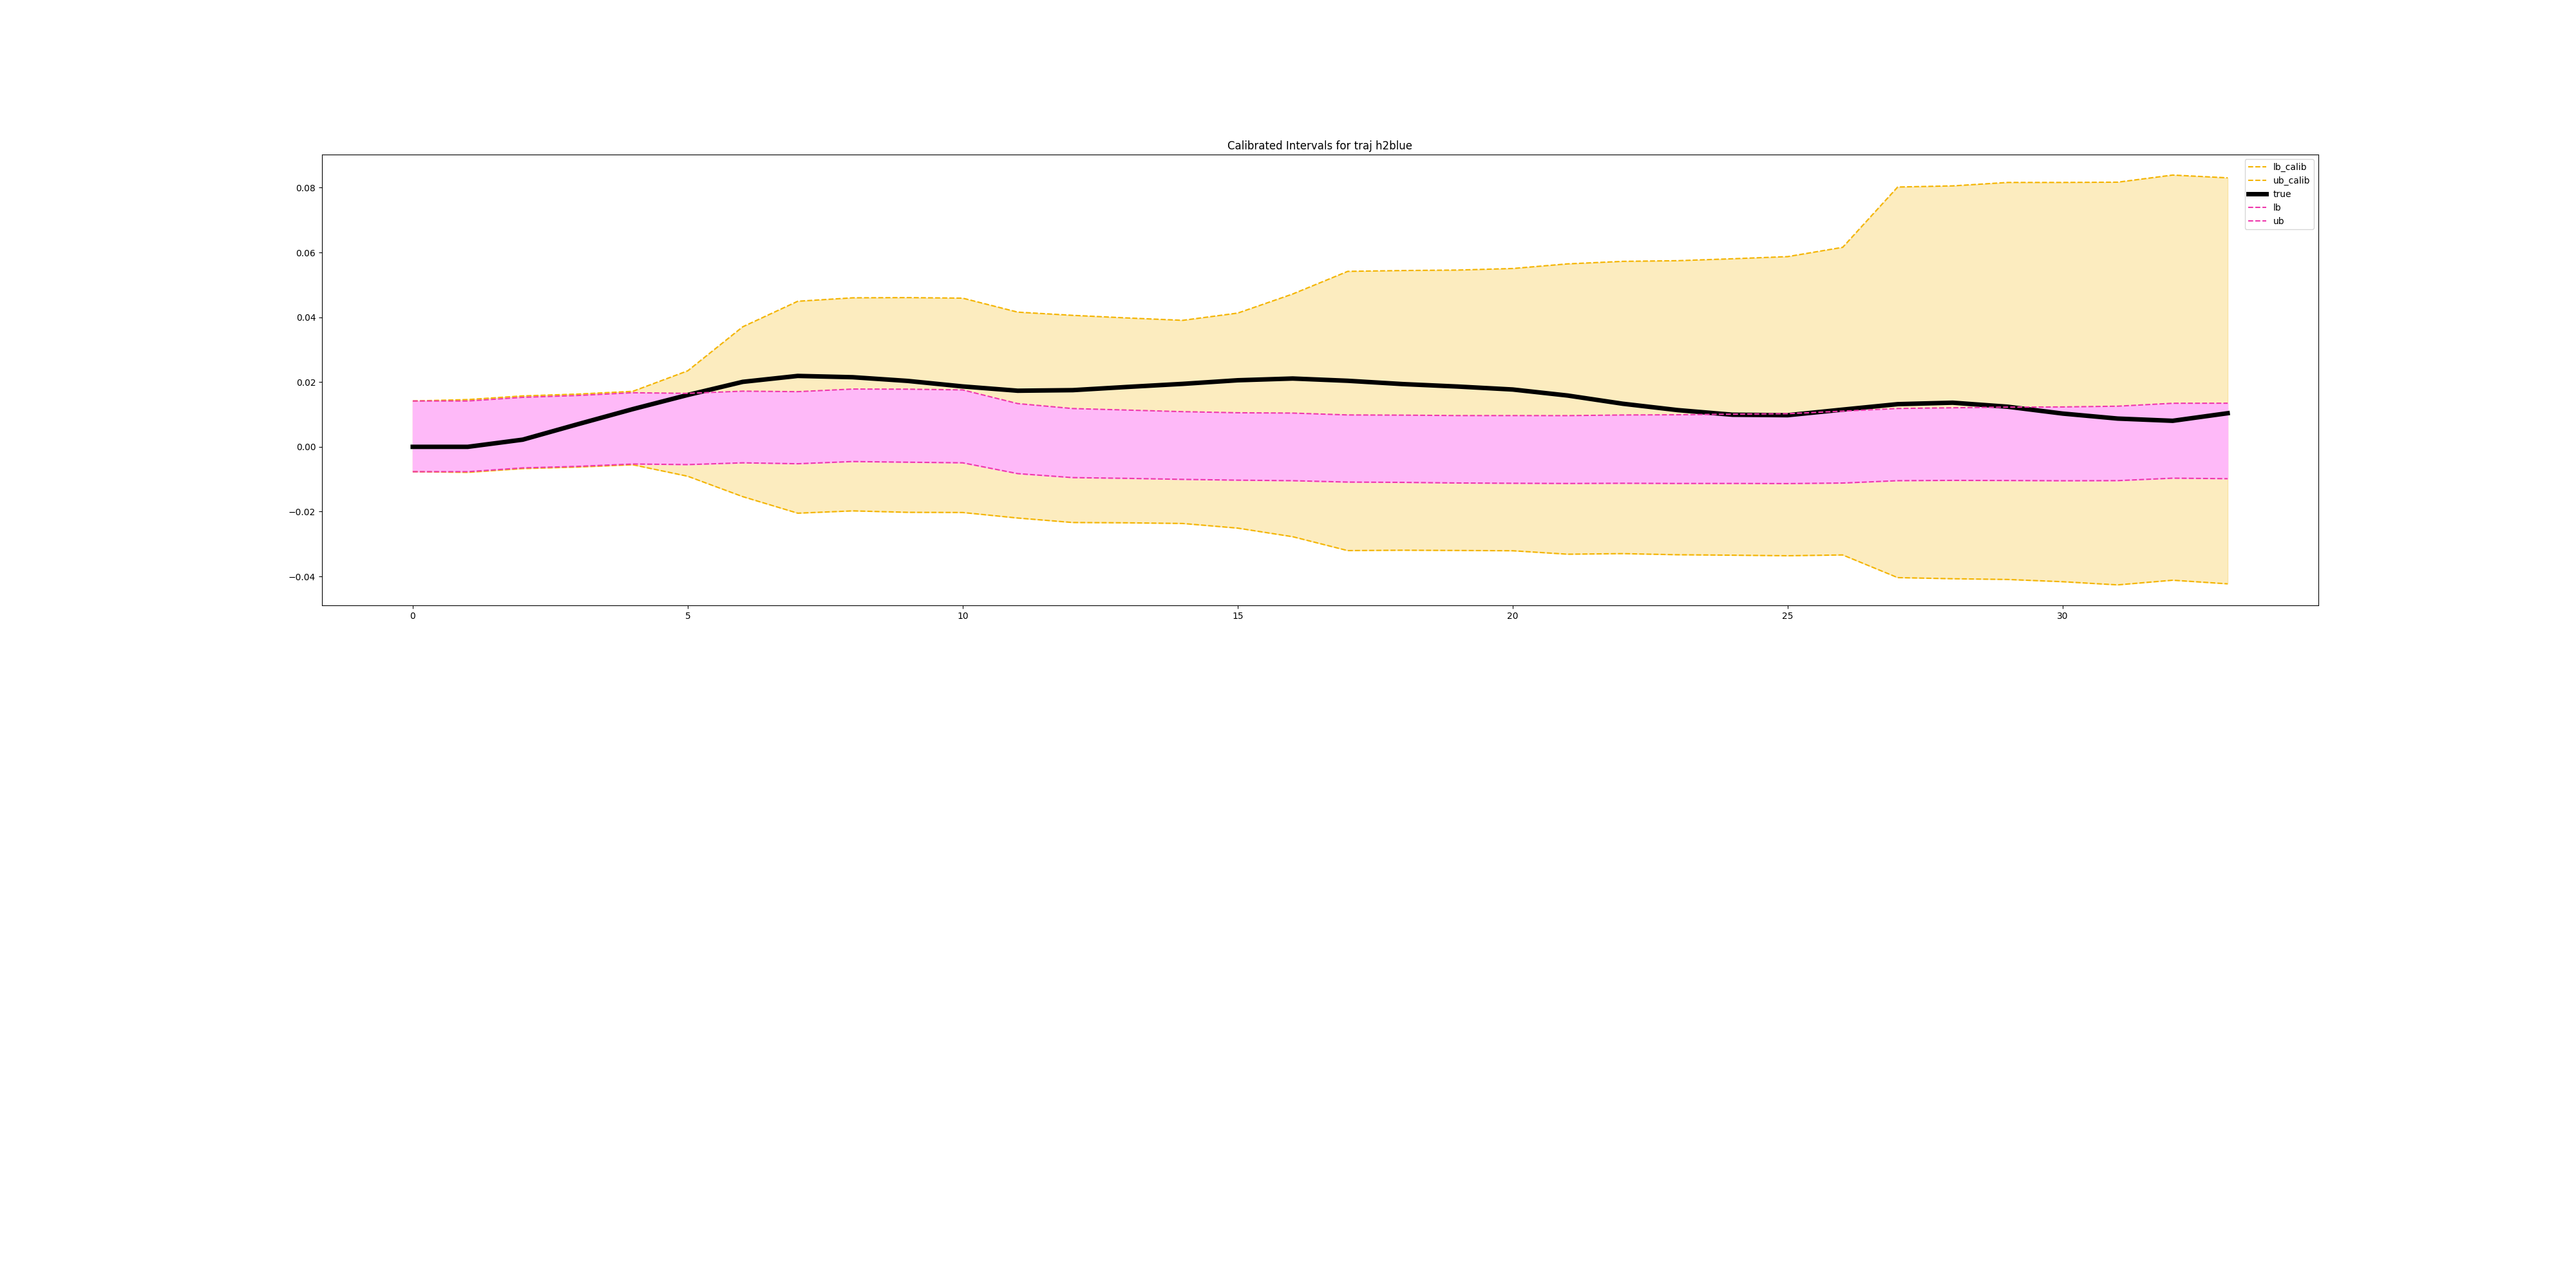 Calibrated Intervals for traj h2blue
0.08
0.06
0.04
0.02
0.00
−0.02
−0.04
0 5 10 15 20 25 30
lb_calib
ub_calib
true
lb
ub